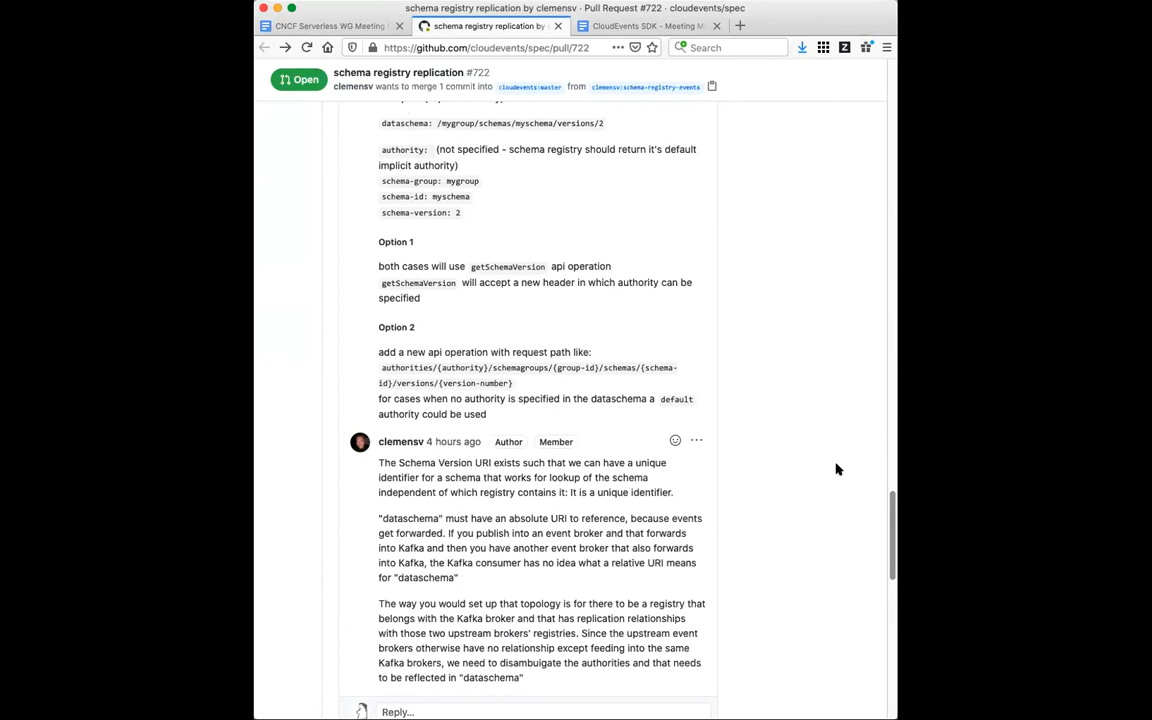 schema registry replication by clemensv · Pull Request #722 · cloudevents/spec
CNCF Serverless WG Meeting
schema registry replication by
CloudEvents SDK - Meeting M
https://github.com/cloudevents/spec/pull/722
Search
Open
schema registry replication #722
clemensv wants to merge 1 commit into cloudevents:master from clemensv:schema-registry-events
dataschema: /mygroup/schemas/myschema/versions/2
authority: (not specified - schema registry should return it's default
implicit authority)
schema-group: mygroup
schema-id: myschema
schema-version: 2
Option 1
both cases will use getSchemaVersion api operation
getSchemaVersion will accept a new header in which authority can be
specified
Option 2
add a new api operation with request path like:
authorities/{authority}/schemagroups/{group-id}/schemas/{schema-
id}/versions/{version-number}
for cases when no authority is specified in the dataschema a default
authority could be used
clemensv 4 hours ago Author Member
The Schema Version URI exists such that we can have a unique
identifier for a schema that works for lookup of the schema
independent of which registry contains it: It is a unique identifier.
"dataschema" must have an absolute URI to reference, because events
get forwarded. If you publish into an event broker and that forwards
into Kafka and then you have another event broker that also forwards
into Kafka, the Kafka consumer has no idea what a relative URI means
for "dataschema"
The way you would set up that topology is for there to be a registry that
belongs with the Kafka broker and that has replication relationships
with those two upstream brokers' registries. Since the upstream event
brokers otherwise have no relationship except feeding into the same
Kafka brokers, we need to disambuigate the authorities and that needs
to be reflected in "dataschema"
Reply...